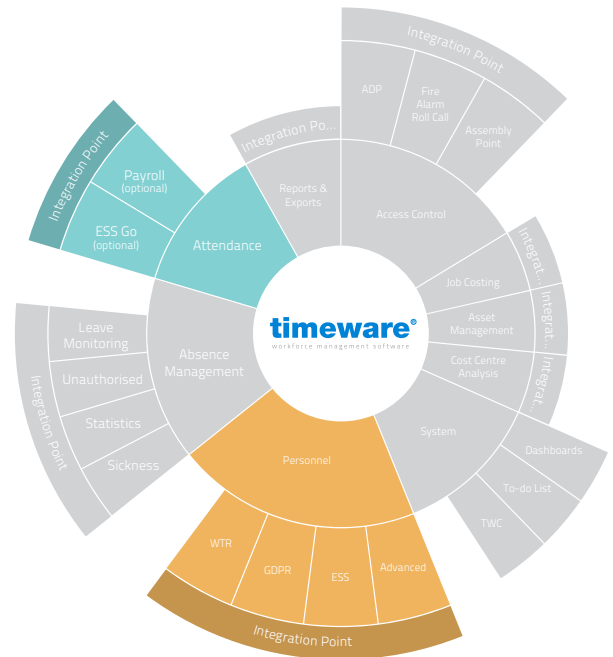 Integration Point
ADP
Fire
Alarm
Roll Call
Assembly
Point
Access Control
Integration Po...
Reports &
Exports
Integration Point
Payroll
(optional)
ESS Go
(optional)
Attendance
Integrat...
Job Costing
Integrat...
Asset
Management
Integrat...
Cost Centre
Analysis
timeware®
workforce management software
Integration Point
Leave
Monitoring
Unauthorised
Statistics
Sickness
Absence
Management
System
Dashboards
To-do List
TWC
Personnel
WTR
GDPR
ESS
Advanced
Integration Point